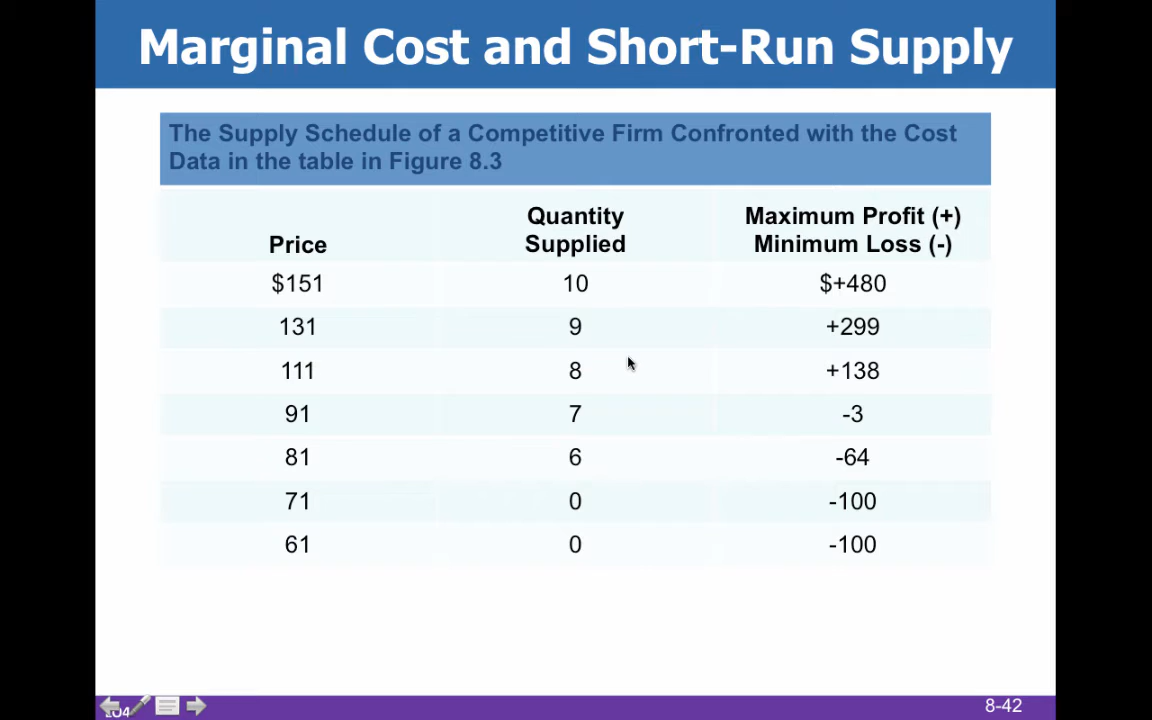 Marginal Cost and Short-Run Supply
The Supply Schedule of a Competitive Firm Confronted with the Cost
Data in the table in Figure 8.3
Price Quantity Supplied Maximum Profit (+) Minimum Loss (-)
$151 10 $+480
131 9 +299
111 8 +138
91 7 -3
81 6 -64
71 0 -100
61 0 -100
8-42